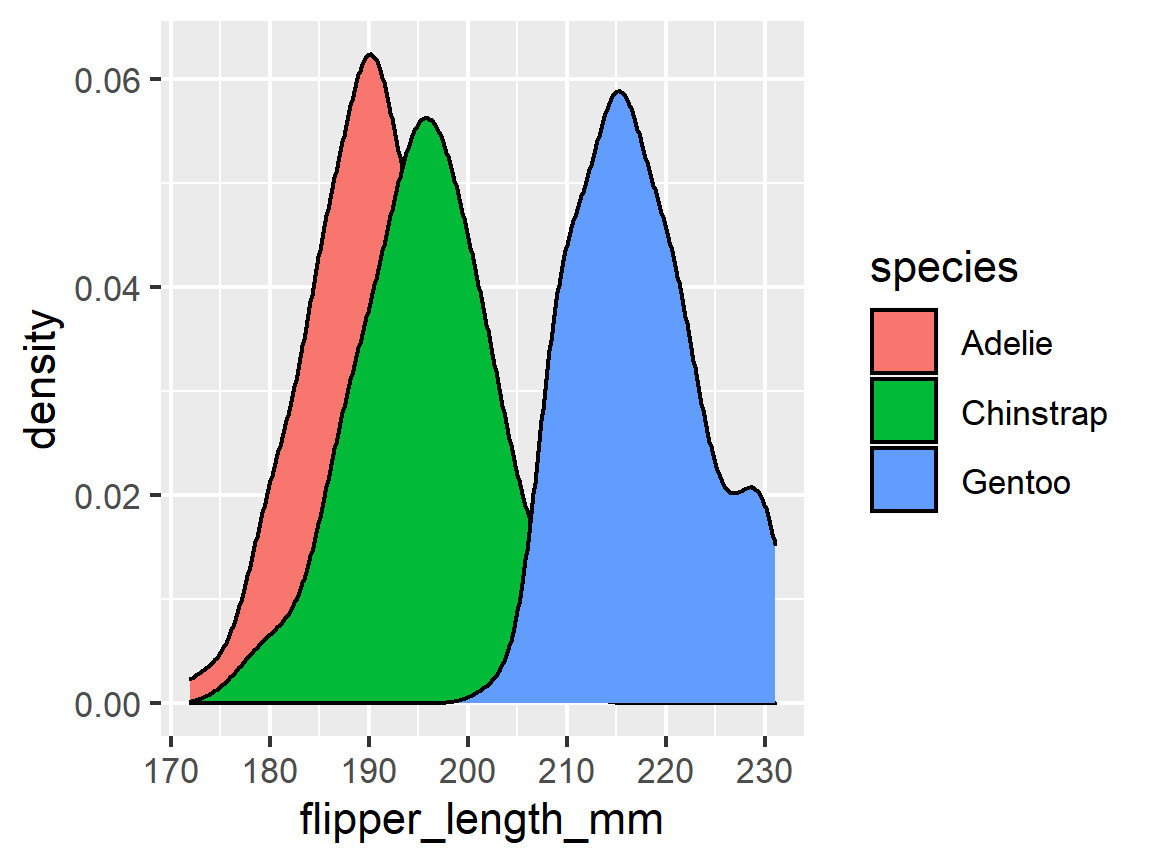 0.06
0.04
0.02
0.00
density
170 180 190 200 210 220 230
flipper_length_mm
species
Adelie
Chinstrap
Gentoo